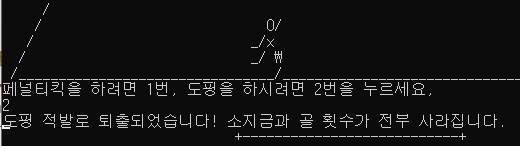 페널티킥을 하려면 1번, 도핑을 하시려면 2번을 누르세요,
2
도핑 적발로 퇴출되었습니다! 소지금과 골 횟수가 전부 사라집니다.